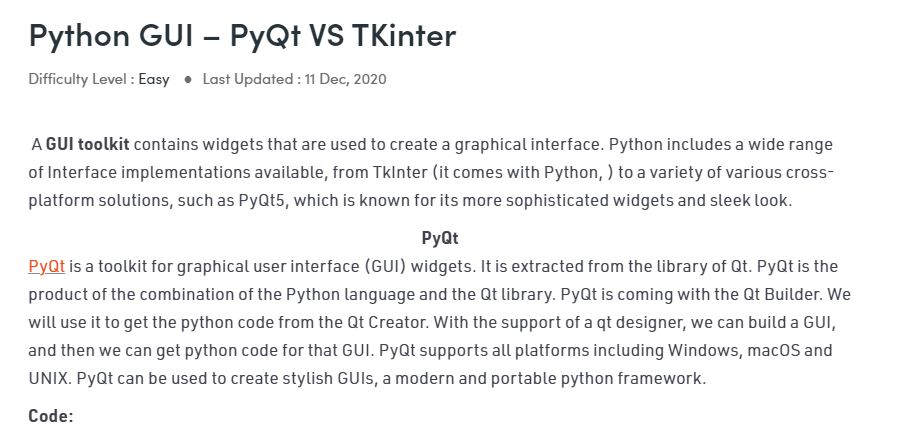 Python GUI – PyQt VS TKinter
Difficulty Level : Easy ● Last Updated : 11 Dec, 2020
A GUI toolkit contains widgets that are used to create a graphical interface. Python includes a wide range
of Interface implementations available, from TkInter (it comes with Python, ) to a variety of various cross-
platform solutions, such as PyQt5, which is known for its more sophisticated widgets and sleek look.
PyQt
PyQt is a toolkit for graphical user interface (GUI) widgets. It is extracted from the library of Qt. PyQt is the
product of the combination of the Python language and the Qt library. PyQt is coming with the Qt Builder. We
will use it to get the python code from the Qt Creator. With the support of a qt designer, we can build a GUI,
and then we can get python code for that GUI. PyQt supports all platforms including Windows, macOS and
UNIX. PyQt can be used to create stylish GUIs, a modern and portable python framework.
Code: